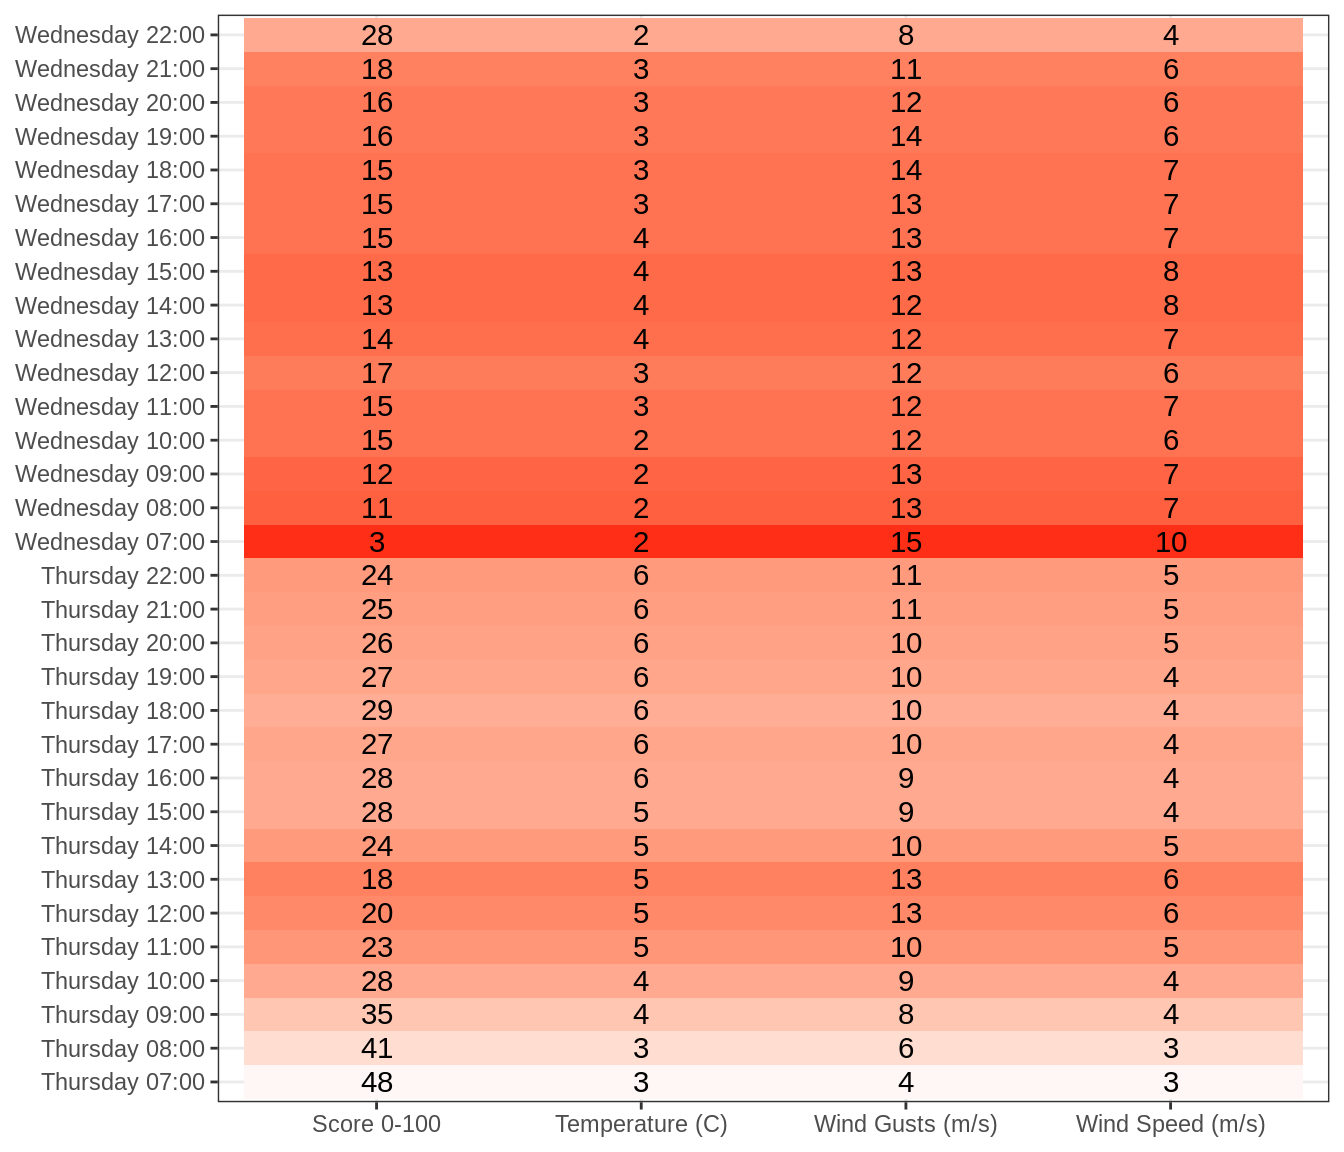 Wednesday 22:00 28 2 8 4
Wednesday 21:00 18 3 11 6
Wednesday 20:00 16 3 12 6
Wednesday 19:00 16 3 14 6
Wednesday 18:00 15 3 14 7
Wednesday 17:00 15 3 13 7
Wednesday 16:00 15 4 13 7
Wednesday 15:00 13 4 13 8
Wednesday 14:00 13 4 12 8
Wednesday 13:00 14 4 12 7
Wednesday 12:00 17 3 12 6
Wednesday 11:00 15 3 12 7
Wednesday 10:00 15 2 12 6
Wednesday 09:00 12 2 13 7
Wednesday 08:00 11 2 13 7
Wednesday 07:00 3 2 15 10
Thursday 22:00 24 6 11 5
Thursday 21:00 25 6 11 5
Thursday 20:00 26 6 10 5
Thursday 19:00 27 6 10 4
Thursday 18:00 29 6 10 4
Thursday 17:00 27 6 10 4
Thursday 16:00 28 6 9 4
Thursday 15:00 28 5 9 4
Thursday 14:00 24 5 10 5
Thursday 13:00 18 5 13 6
Thursday 12:00 20 5 13 6
Thursday 11:00 23 5 10 5
Thursday 10:00 28 4 9 4
Thursday 09:00 35 4 8 4
Thursday 08:00 41 3 6 3
Thursday 07:00 48 3 4 3
Score 0-100 Temperature (C) Wind Gusts (m/s) Wind Speed (m/s)